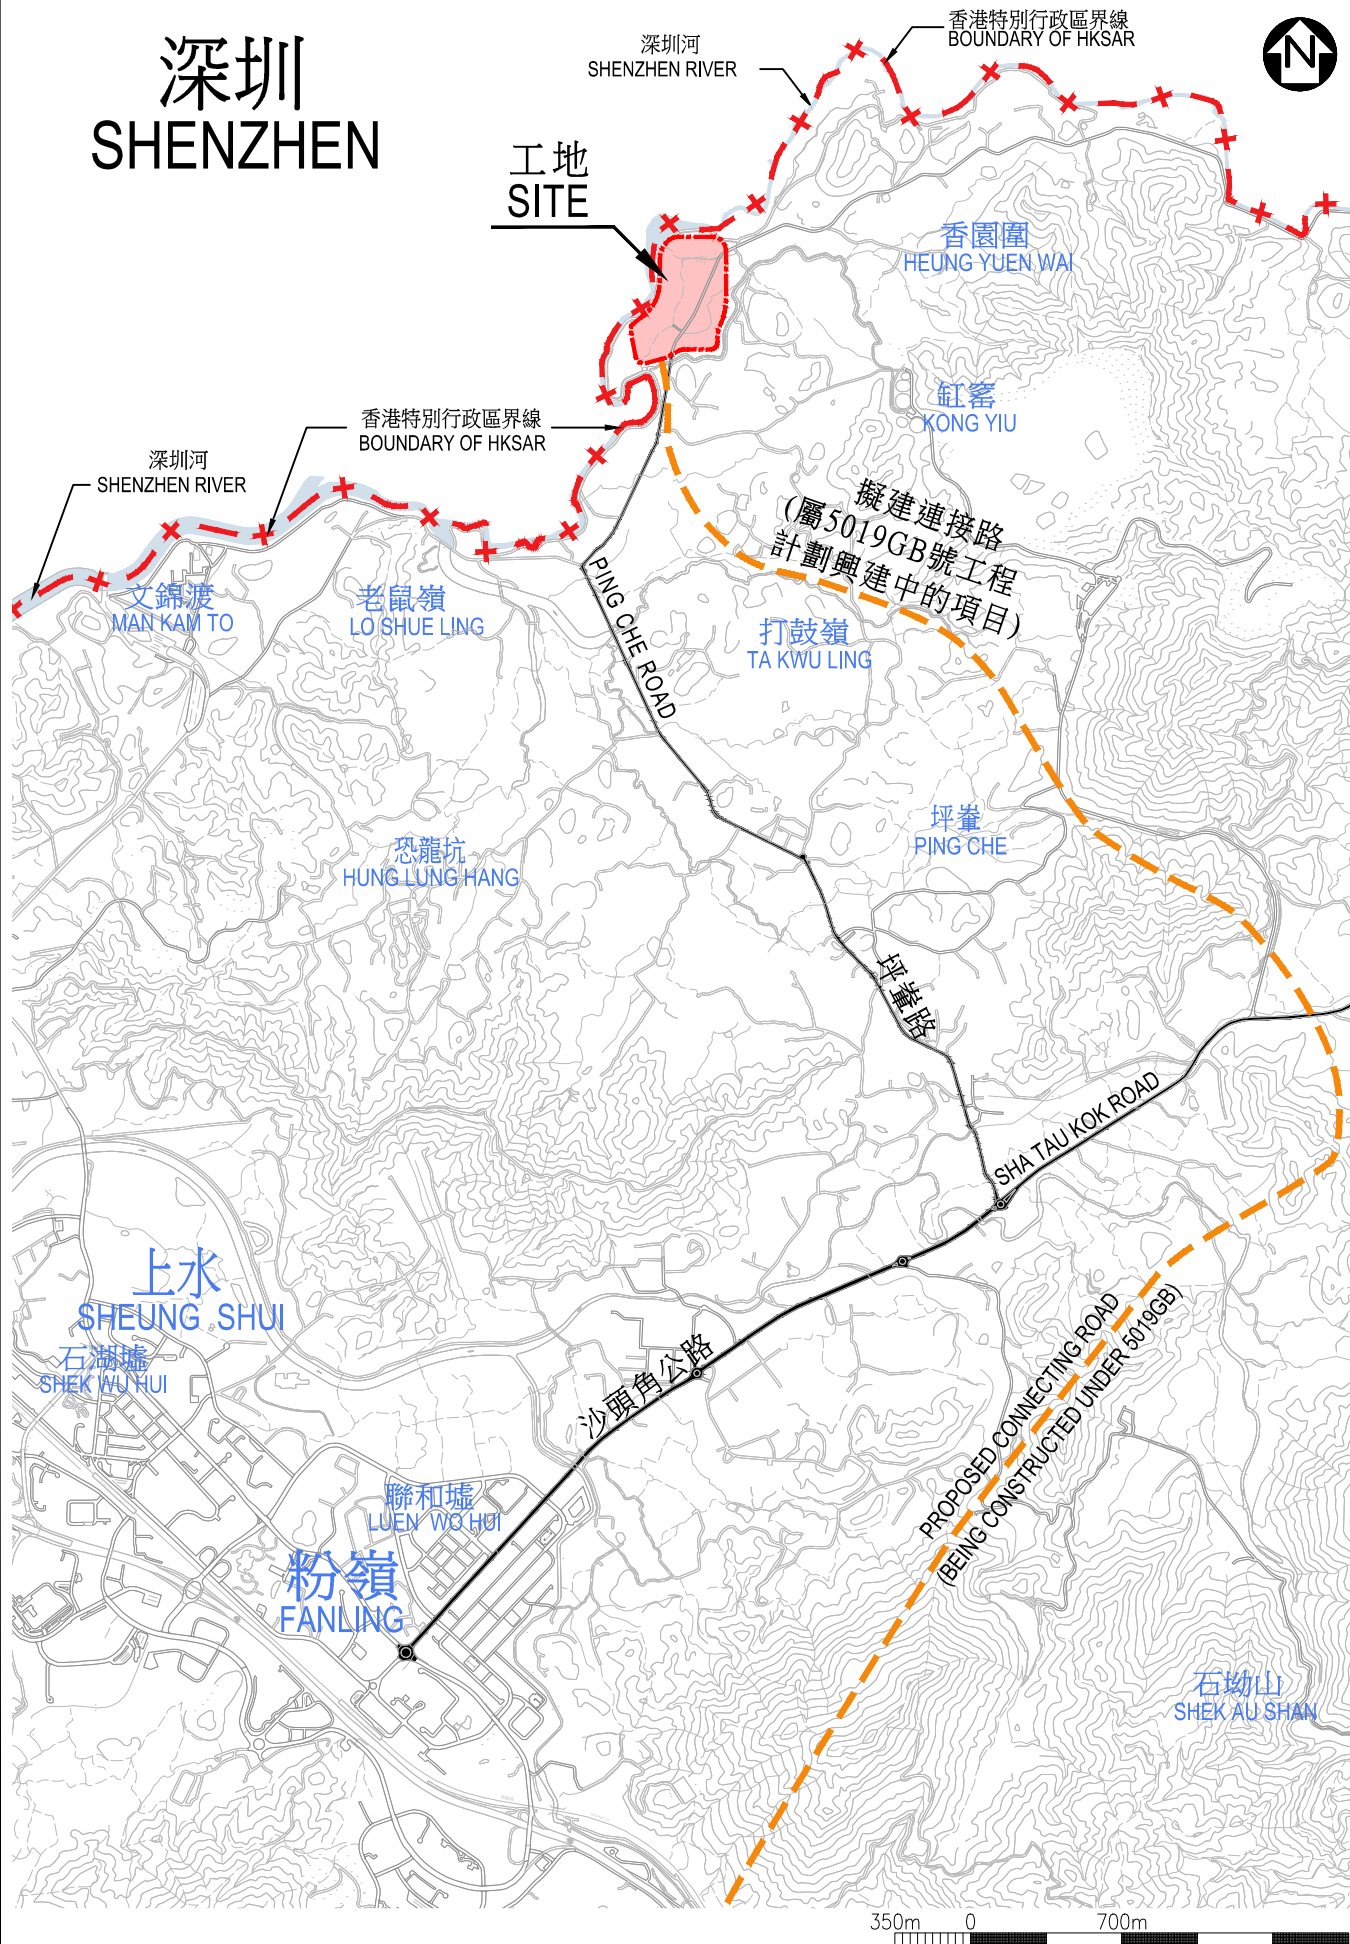 深圳
SHENZHEN
深圳河
SHENZHEN RIVER
香港特別行政區界線
BOUNDARY OF HKSAR
N
工地
SITE
香園圍
HEUNG YUEN WAI
缸窰
KONG YIU
香港特別行政區界線
BOUNDARY OF HKSAR
深圳河
SHENZHEN RIVER
擬建連接路
(屬5019GB號工程
計劃興建中的項目)
文錦渡
MAN KAM TO
老鼠嶺
LO SHUE LING
PING CHE ROAD
打鼓嶺
TA KWU LING
坪輋
PING CHE
恐龍坑
HUNG LUNG HANG
坪輋路
SHA TAU KOK ROAD
上水
SHEUNG SHUI
石湖墟
SHEK WU HUI
沙頭角公路
PROPOSED CONNECTING ROAD
(BEING CONSTRUCTED UNDER 5019GB)
聯和墟
LUEN WO HUI
粉嶺
FANLING
石坳山
SHEK AU SHAN
350m 0 700m